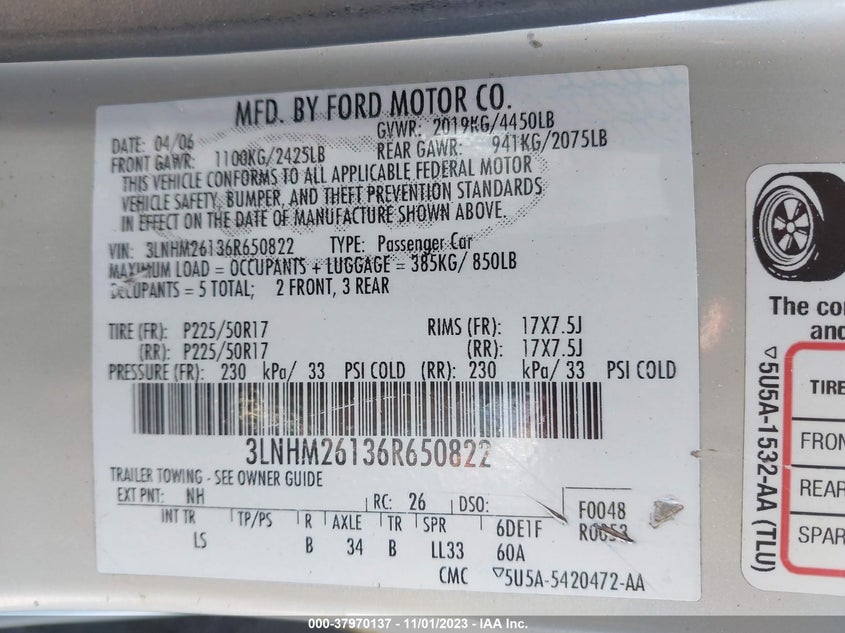 MFD. BY FORD MOTOR CO.
DATE: 04/06 GVWR: 2019KG/4450LB
FRONT GAWR: 1100KG/2425LB REAR GAWR: 941KG/2075LB
THIS VEHICLE CONFORMS TO ALL APPLICABLE FEDERAL MOTOR
VEHICLE SAFETY, BUMPER, AND THEFT PREVENTION STANDARDS
IN EFFECT ON THE DATE OF MANUFACTURE SHOWN ABOVE.
VIN: 3LNHM26136R650822 TYPE: Passenger Car
MAXIMUM LOAD = OCCUPANTS + LUGGAGE = 385KG/ 850LB
OCCUPANTS = 5 TOTAL; 2 FRONT, 3 REAR
TIRE (FR): P225/50R17 RIMS (FR): 17X7.5J
(RR): P225/50R17 (RR): 17X7.5J
PRESSURE (FR): 230 kPa/ 33 PSI COLD (RR): 230 kPa/ 33 PSI COLD
3LNHM26136R650822
TRAILER TOWING - SEE OWNER GUIDE
EXT PNT: NH RC: 26 DSO: F0048
INT TR TP/PS R AXLE TR SPR 6DE1F R0053
LS B 34 B LL33 60A
CMC 5U5A-5420472-AA
The co
and
5U5A-1532-AA (TLU)
TIRE
FRON
REAR
SPAR
000-37970137 - 11/01/2023 - ©IAA Inc.